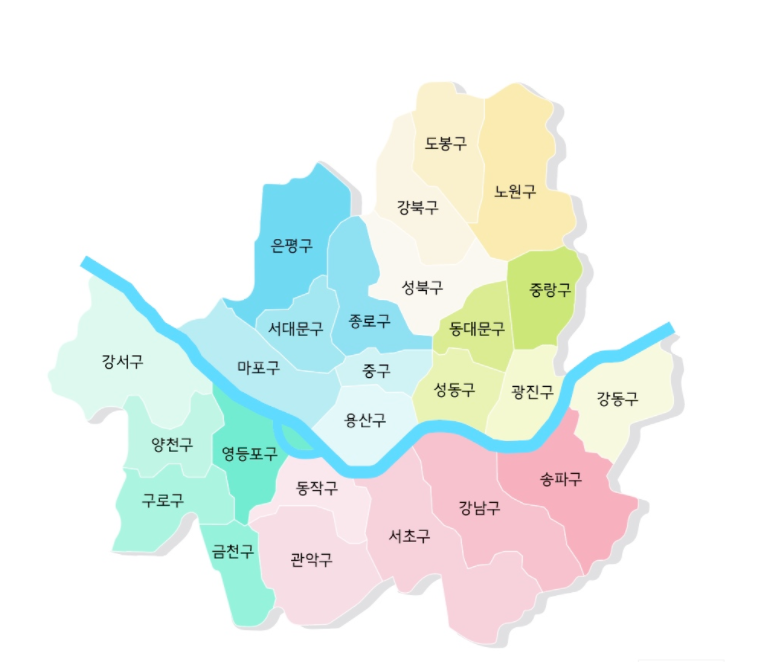 도봉구
노원구
강북구
은평구
성북구
중랑구
종로구
서대문구
동대문구
강서구
마포구
중구
성동구
광진구
강동구
용산구
양천구
영등포구
송파구
동작구
구로구
강남구
서초구
금천구
관악구